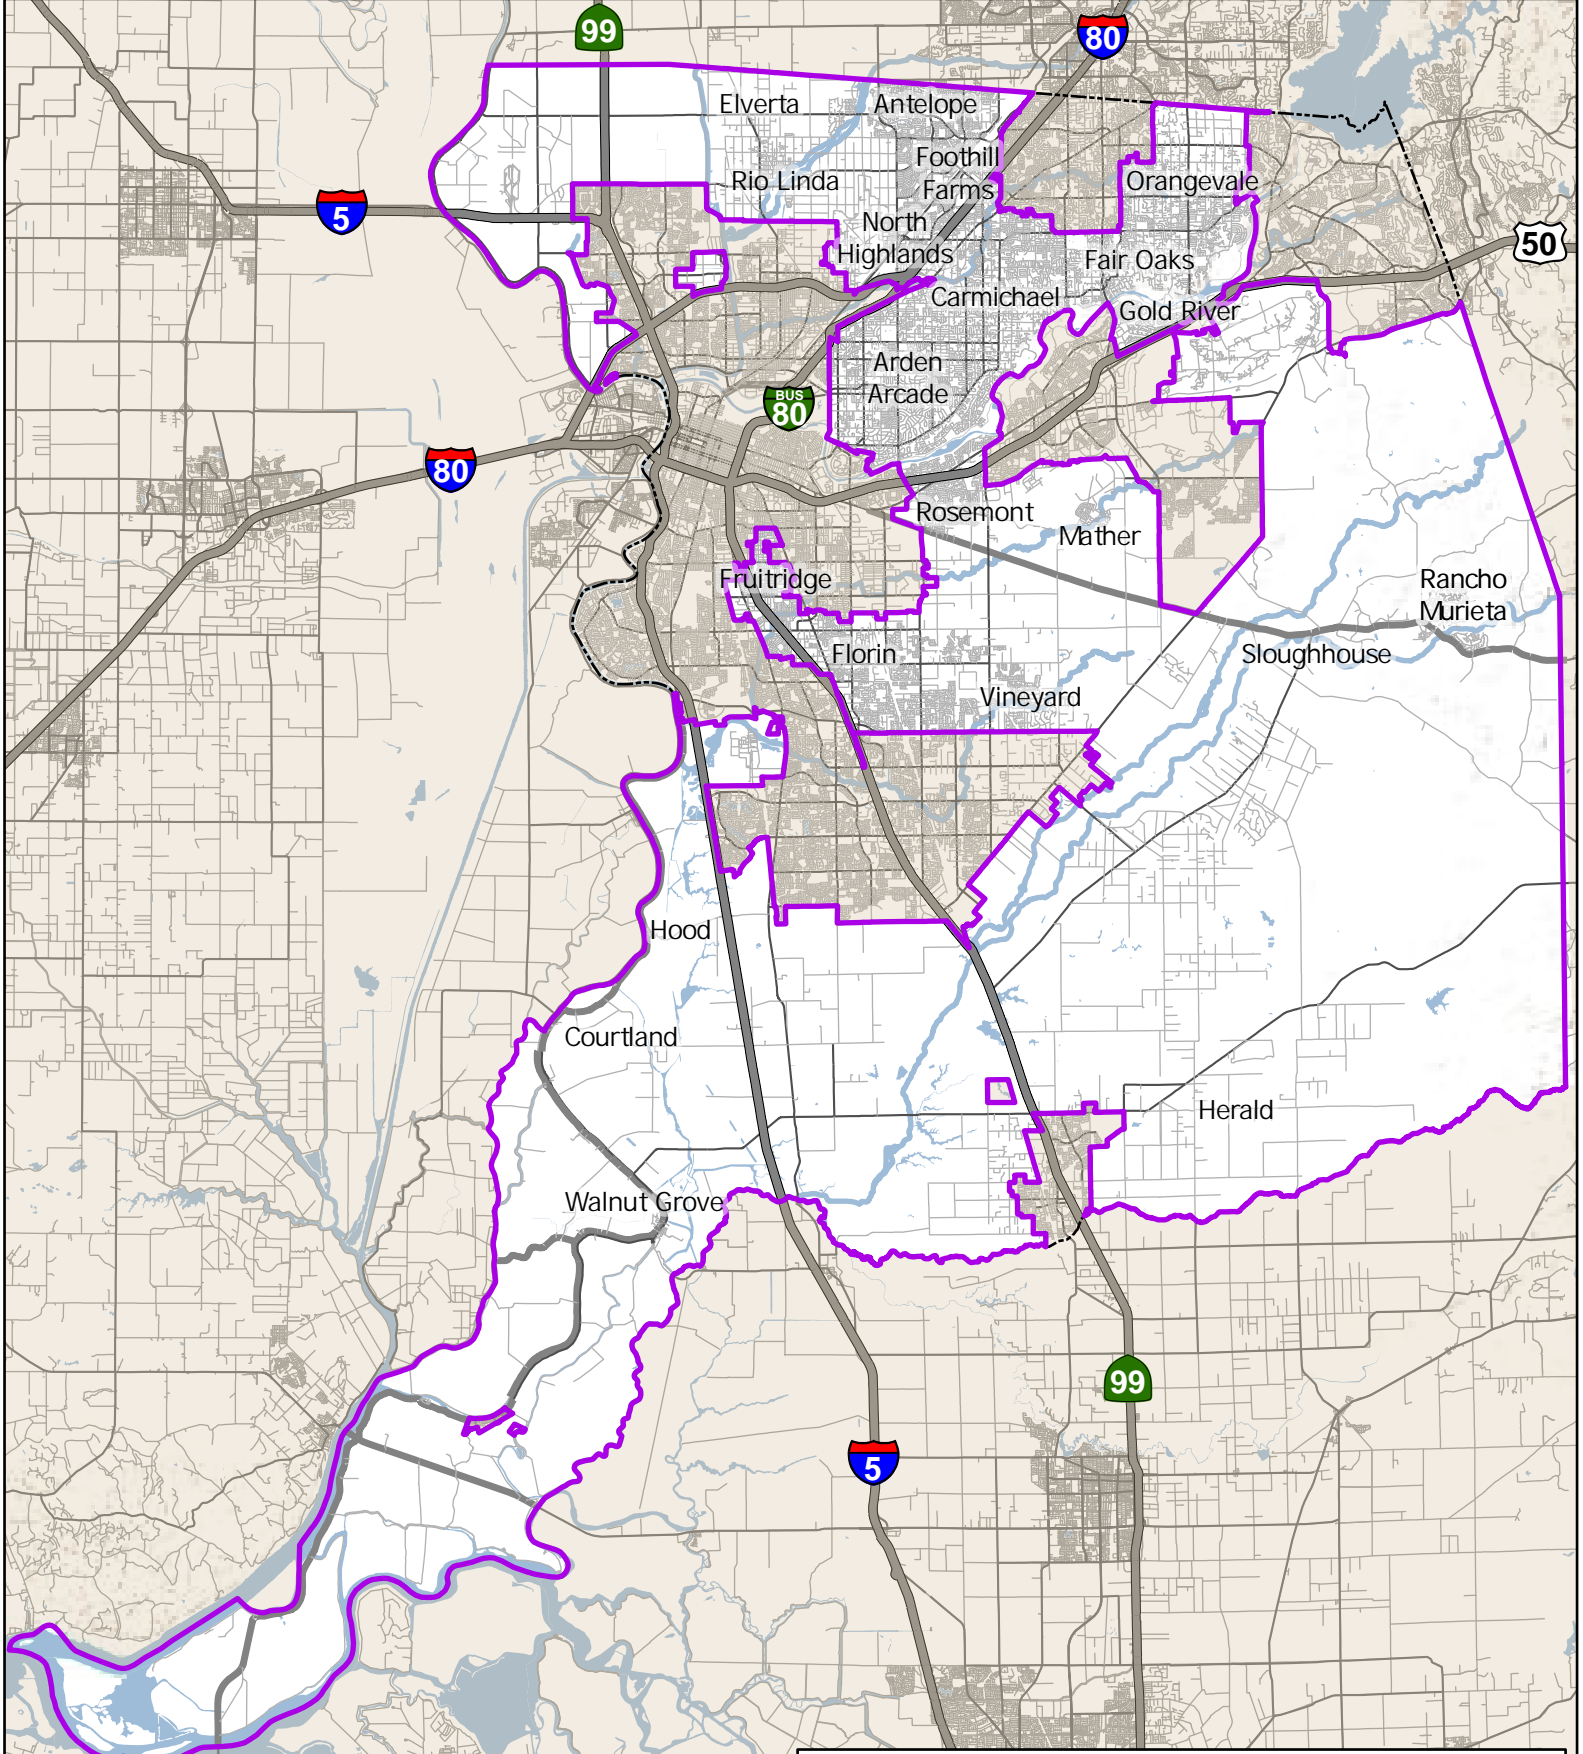 99
80
Elverta
Antelope
Foothill
Farms
Rio Linda
Orangevale
5
North
Highlands
50
Fair Oaks
Carmichael
Gold River
Arden
Arcade
BUS
80
80
Rosemont
Mather
Fruitridge
Rancho
Murieta
Florin
Sloughhouse
Vineyard
Hood
Courtland
Herald
Walnut Grove
99
5